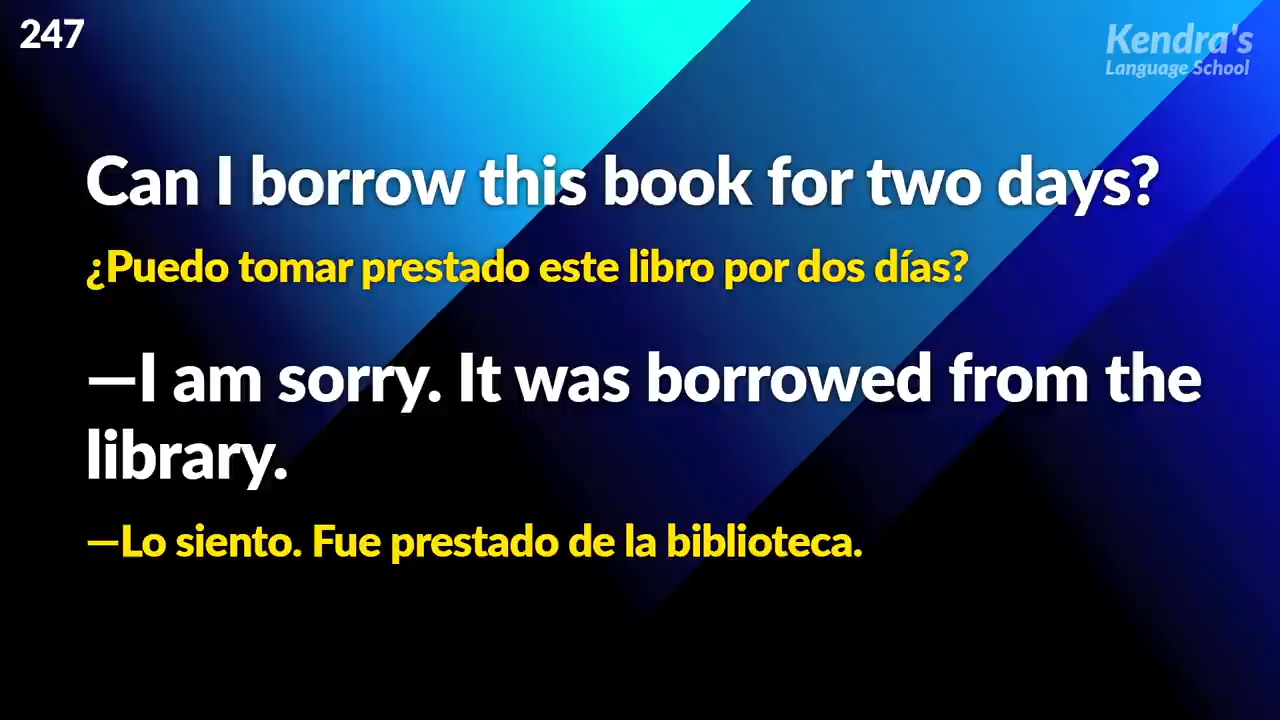 247
Kendra's
Language School
Can I borrow this book for two days?
¿Puedo tomar prestado este libro por dos días?
—I am sorry. It was borrowed from the
library.
—Lo siento. Fue prestado de la biblioteca.